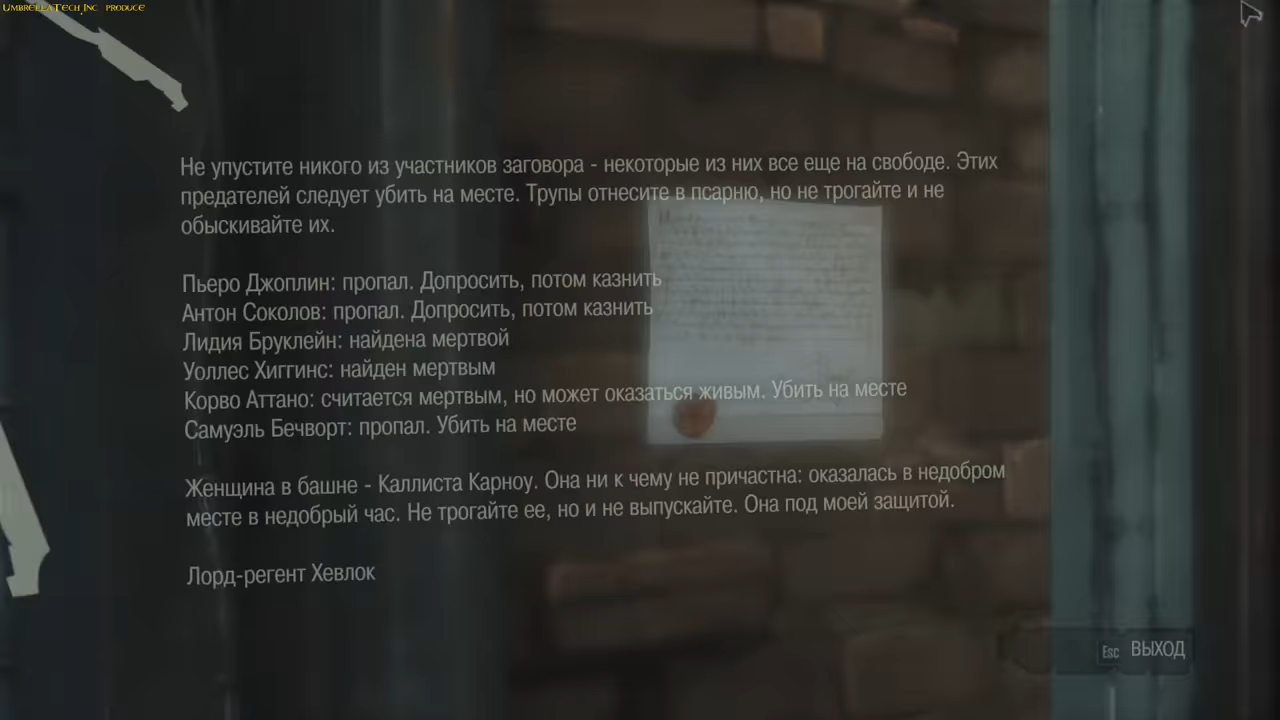 UmbrellaTech,Inc produce
Не упустите никого из участников заговора - некоторые из них все еще на свободе. Этих
предателей следует убить на месте. Трупы отнесите в псарню, но не трогайте и не
обыскивайте их.
Пьеро Джоплин: пропал. Допросить, потом казнить
Антон Соколов: пропал. Допросить, потом казнить
Лидия Бруклейн: найдена мертвой
Уоллес Хиггинс: найден мертвым
Корво Аттано: считается мертвым, но может оказаться живым. Убить на месте
Самуэль Бечворт: пропал. Убить на месте
Женщина в башне - Каллиста Карноу. Она ни к чему не причастна: оказалась в недобром
месте в недобрый час. Не трогайте ее, но и не выпускайте. Она под моей защитой.
Лорд-регент Хевлок
Esc ВЫХОД